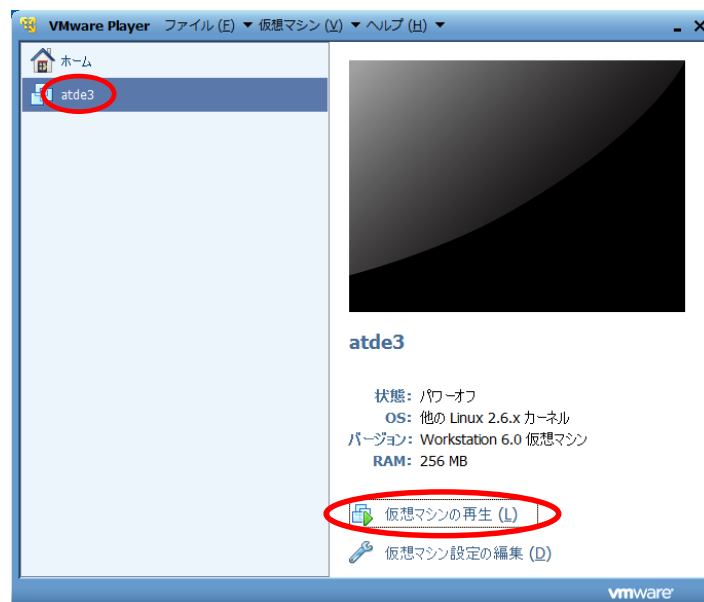 VMware Player ファイル(F) ▼ 仮想マシン(V) ▼ ヘルプ(H) ▼
ホーム
atde3
atde3
状態: パワーオフ
OS: 他の Linux 2.6.x カーネル
バージョン: Workstation 6.0 仮想マシン
RAM: 256 MB
仮想マシンの再生 (L)
仮想マシン設定の編集 (D)
vmware